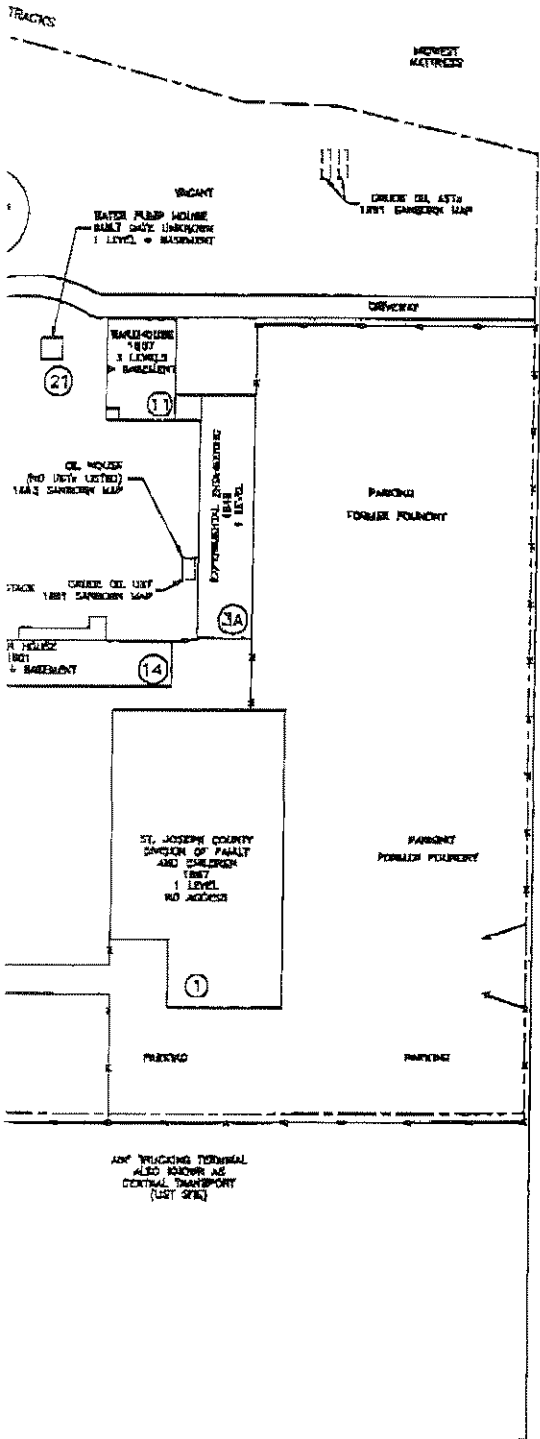 TRACKS
MIDWEST
MATTRESS
VACANT
CRUDE OIL ASTs
1891 SANBORN MAP
WATER PUMP HOUSE
BUILT DATE UNKNOWN
1 LEVEL + BASEMENT
DRIVEWAY
WAREHOUSE
3 LEVELS
+ BASEMENT
21
11
OIL HOUSE
(NO USTs LISTED)
SANBORN MAP
EXPERIMENTAL ENGINEERING
1 LEVEL
PARKING
FORMER FOUNDRY
STACK
CRUDE OIL UST
1891 SANBORN MAP
3A
R HOUSE
+ BASEMENT
14
ST. JOSEPH COUNTY
DIVISION OF FAMILY
AND CHILDREN
1 LEVEL
NO ACCESS
PARKING
FORMER FOUNDRY
1
PARKING
PARKING
TRUCKING TERMINAL
ALSO KNOWN AS
CENTRAL TRANSPORT
(UST SITE)